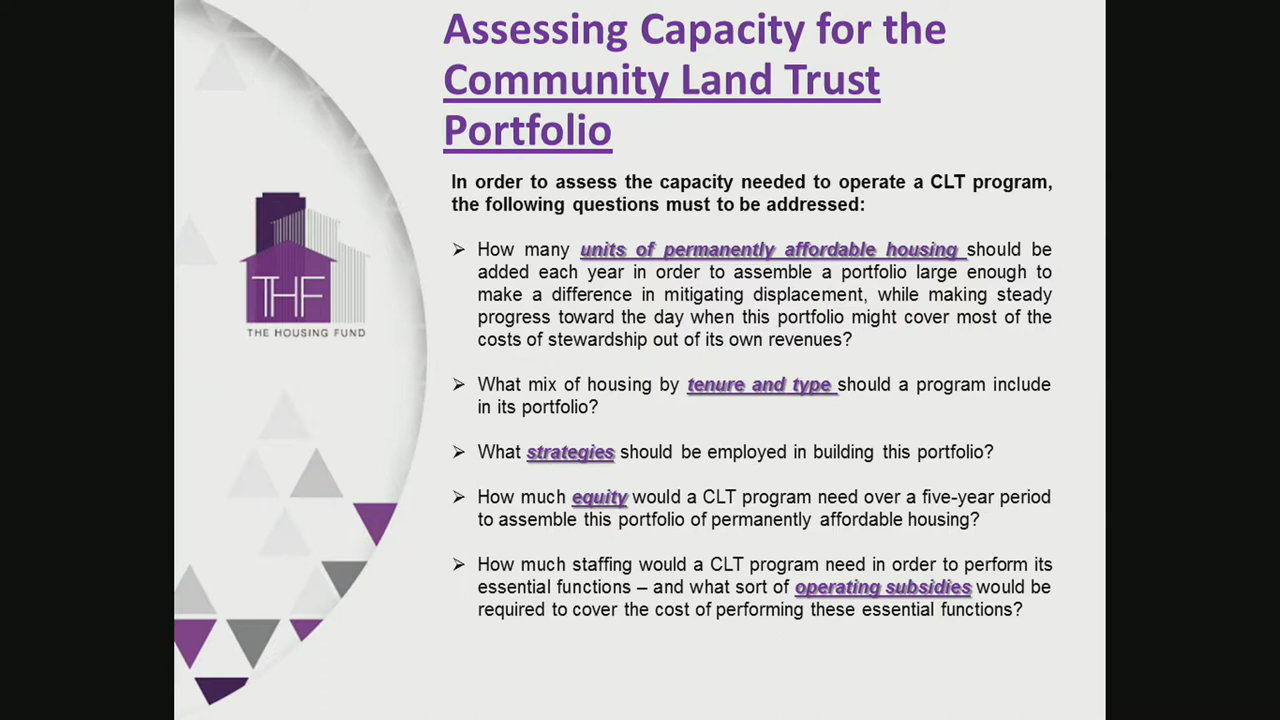 Assessing Capacity for the
Community Land Trust
Portfolio
In order to assess the capacity needed to operate a CLT program,
the following questions must to be addressed:
➢ How many units of permanently affordable housing should be
added each year in order to assemble a portfolio large enough to
make a difference in mitigating displacement, while making steady
progress toward the day when this portfolio might cover most of the
costs of stewardship out of its own revenues?
➢ What mix of housing by tenure and type should a program include
in its portfolio?
➢ What strategies should be employed in building this portfolio?
➢ How much equity would a CLT program need over a five-year period
to assemble this portfolio of permanently affordable housing?
➢ How much staffing would a CLT program need in order to perform its
essential functions – and what sort of operating subsidies would be
required to cover the cost of performing these essential functions?
THF
THE HOUSING FUND